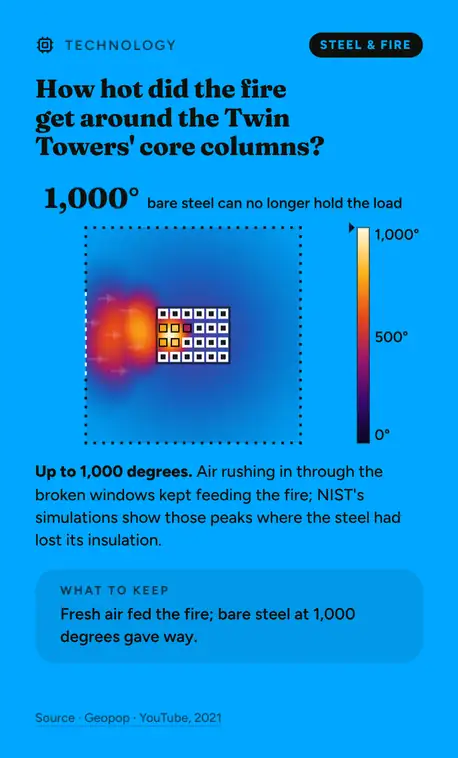 TECHNOLOGY
STEEL & FIRE
How hot did the fire
get around the Twin
Towers' core columns?
1,000° bare steel can no longer hold the load
1,000°
500°
0°
Up to 1,000 degrees. Air rushing in through the
broken windows kept feeding the fire; NIST's
simulations show those peaks where the steel had
lost its insulation.
WHAT TO KEEP
Fresh air fed the fire; bare steel at 1,000
degrees gave way.
Source · Geopop · YouTube, 2021